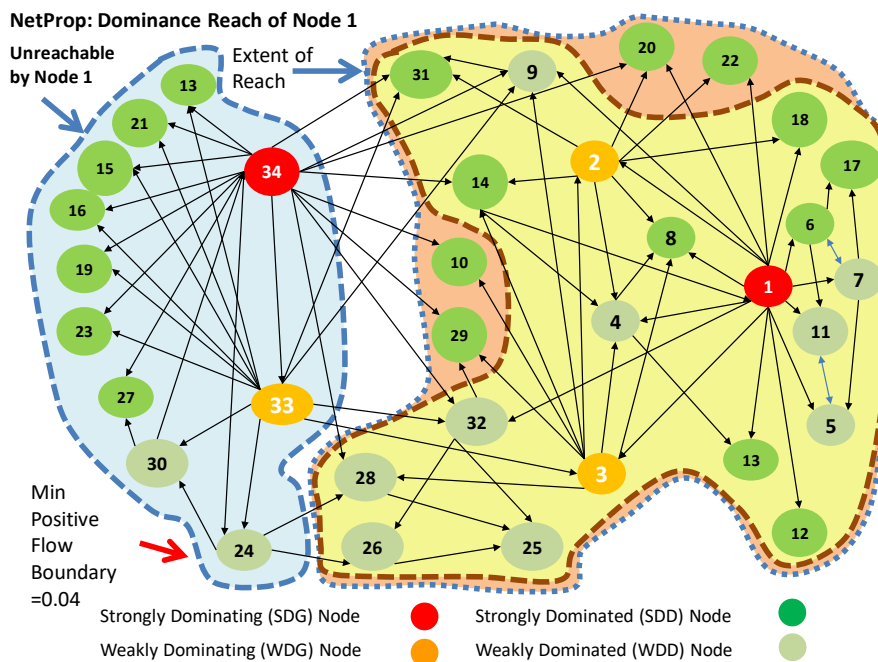 NetProp: Dominance Reach of Node 1
Unreachable
by Node 1
Extent of
Reach
13
21
15
16
19
23
27
30
24
34
33
31
9
14
10
29
32
28
26
25
20
22
2
18
17
8
6
7
1
4
11
5
3
13
12
Min
Positive
Flow
Boundary
=0.04
Strongly Dominating (SDG) Node
Strongly Dominated (SDD) Node
Weakly Dominating (WDG) Node
Weakly Dominated (WDD) Node